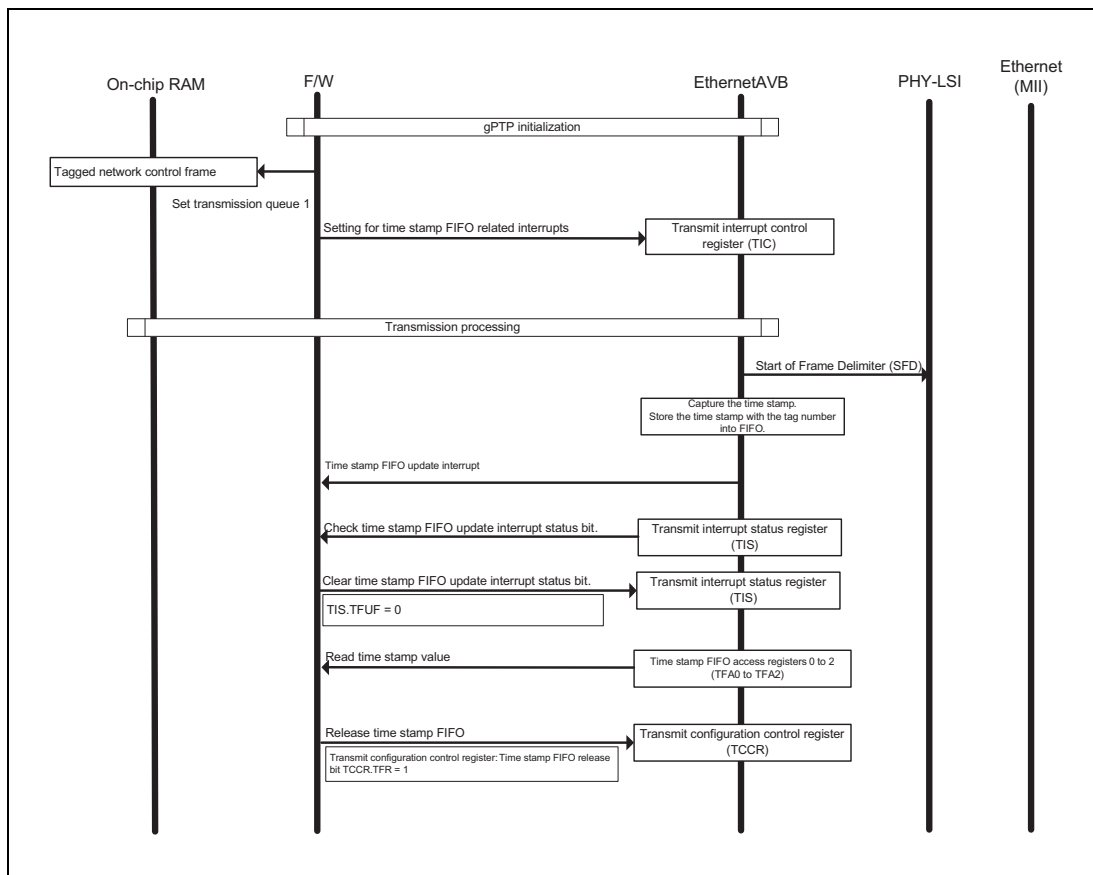 On-chip RAM
F/W
EthernetAVB
PHY-LSI
Ethernet
(MII)
gPTP initialization
Tagged network control frame
Set transmission queue 1
Setting for time stamp FIFO related interrupts
Transmit interrupt control
register (TIC)
Transmission processing
Start of Frame Delimiter (SFD)
Capture the time stamp.
Store the time stamp with the tag number
into FIFO.
Time stamp FIFO update interrupt
Check time stamp FIFO update interrupt status bit.
Transmit interrupt status register
(TIS)
Clear time stamp FIFO update interrupt status bit.
Transmit interrupt status register
(TIS)
TIS.TFUF = 0
Read time stamp value
Time stamp FIFO access registers 0 to 2
(TFA0 to TFA2)
Release time stamp FIFO
Transmit configuration control register
(TCCR)
Transmit configuration control register: Time stamp FIFO release
bit TCCR.TFR = 1